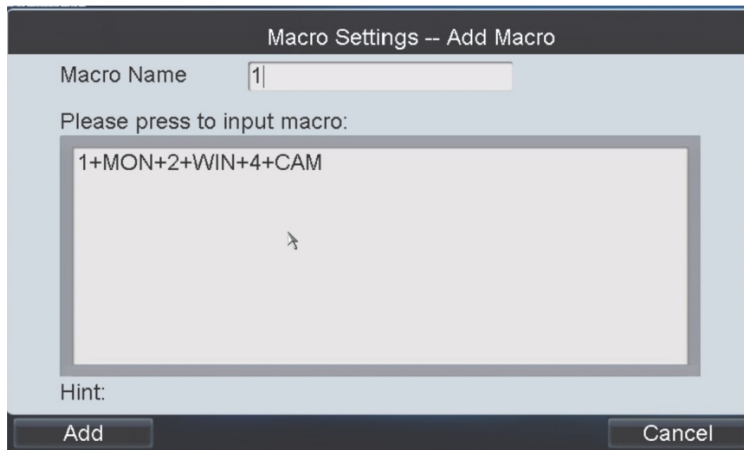 Macro Settings -- Add Macro
Macro Name 1
Please press to input macro:
1+MON+2+WIN+4+CAM
Hint:
Add Cancel